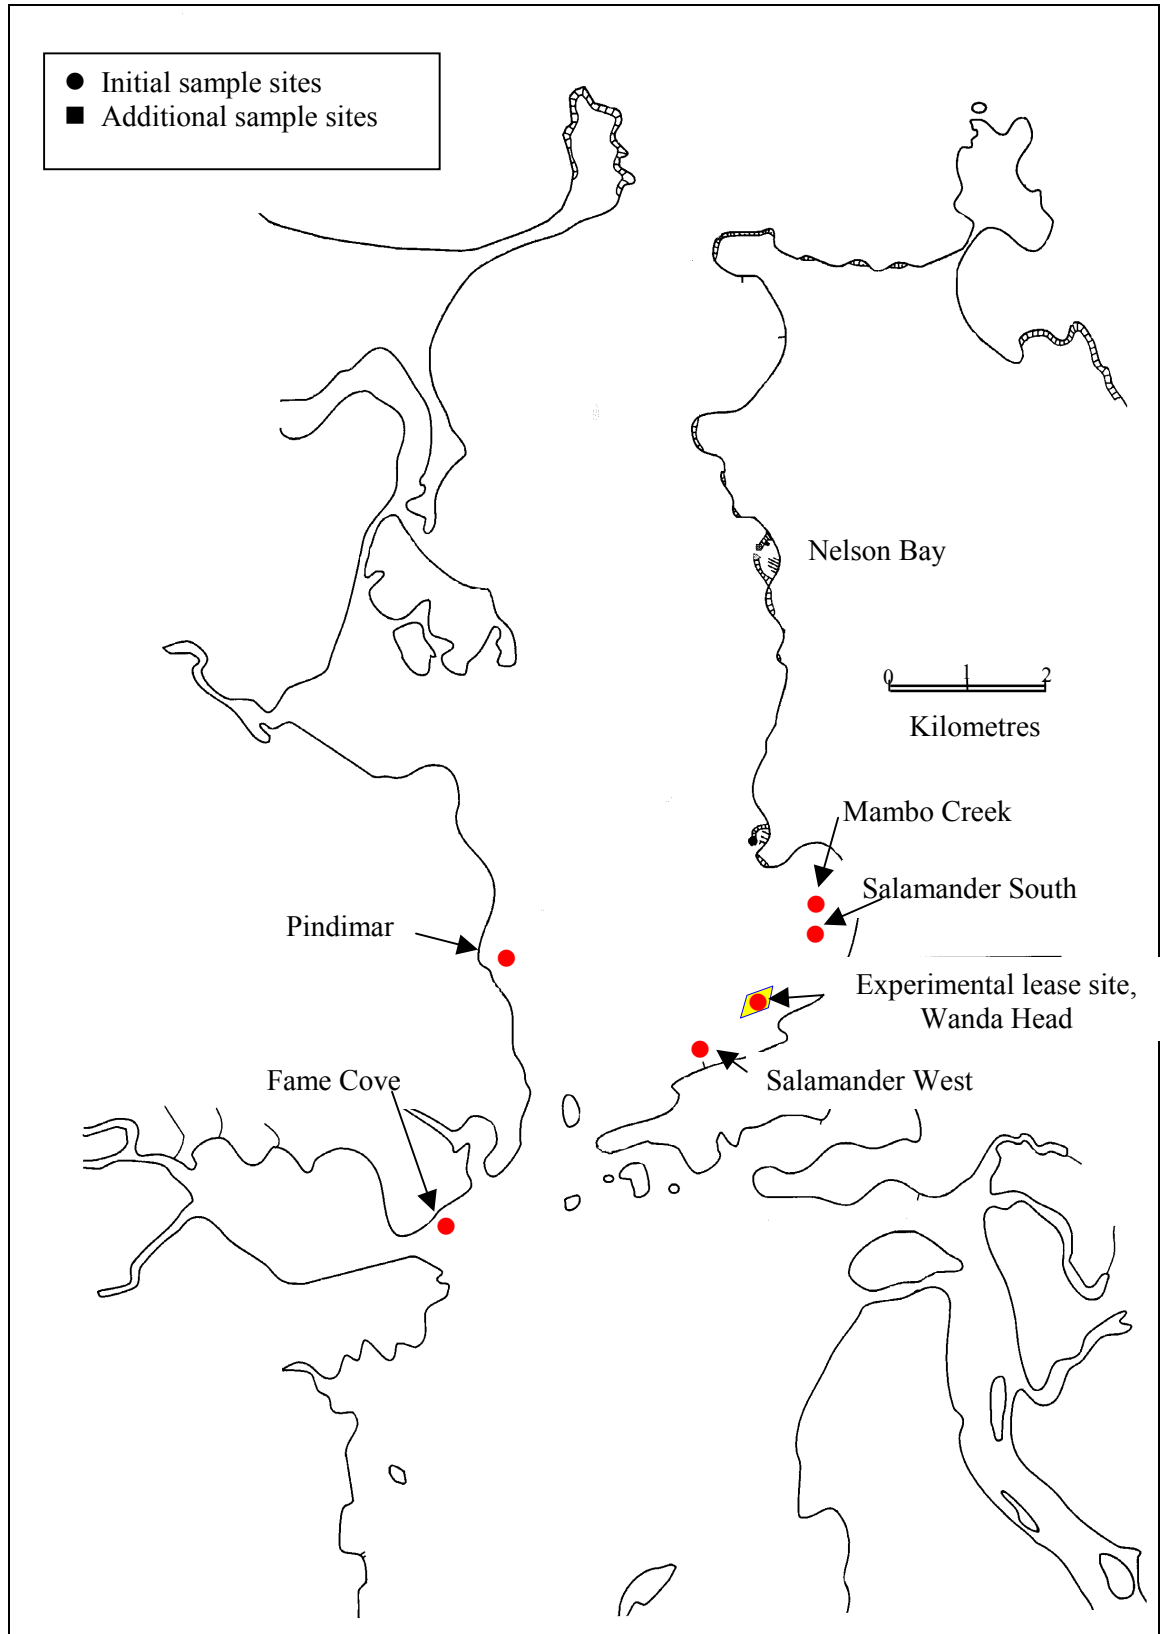 Initial sample sites
Additional sample sites
Nelson Bay
0 1 2
Kilometres
Mambo Creek
Salamander South
Pindimar
Experimental lease site,
Wanda Head
Fame Cove
Salamander West